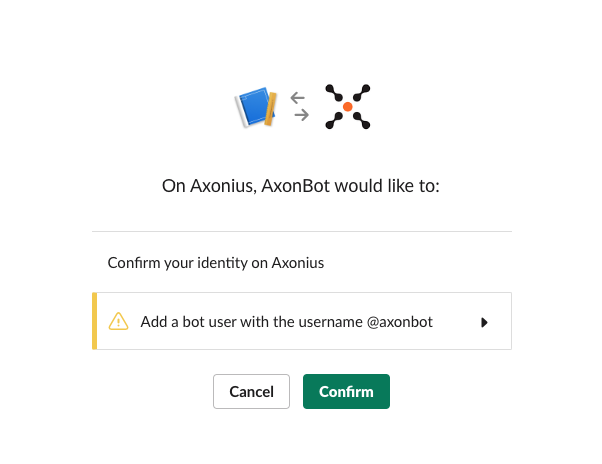 On Axonius, AxonBot would like to:
Confirm your identity on Axonius
Add a bot user with the username @axonbot
Cancel Confirm